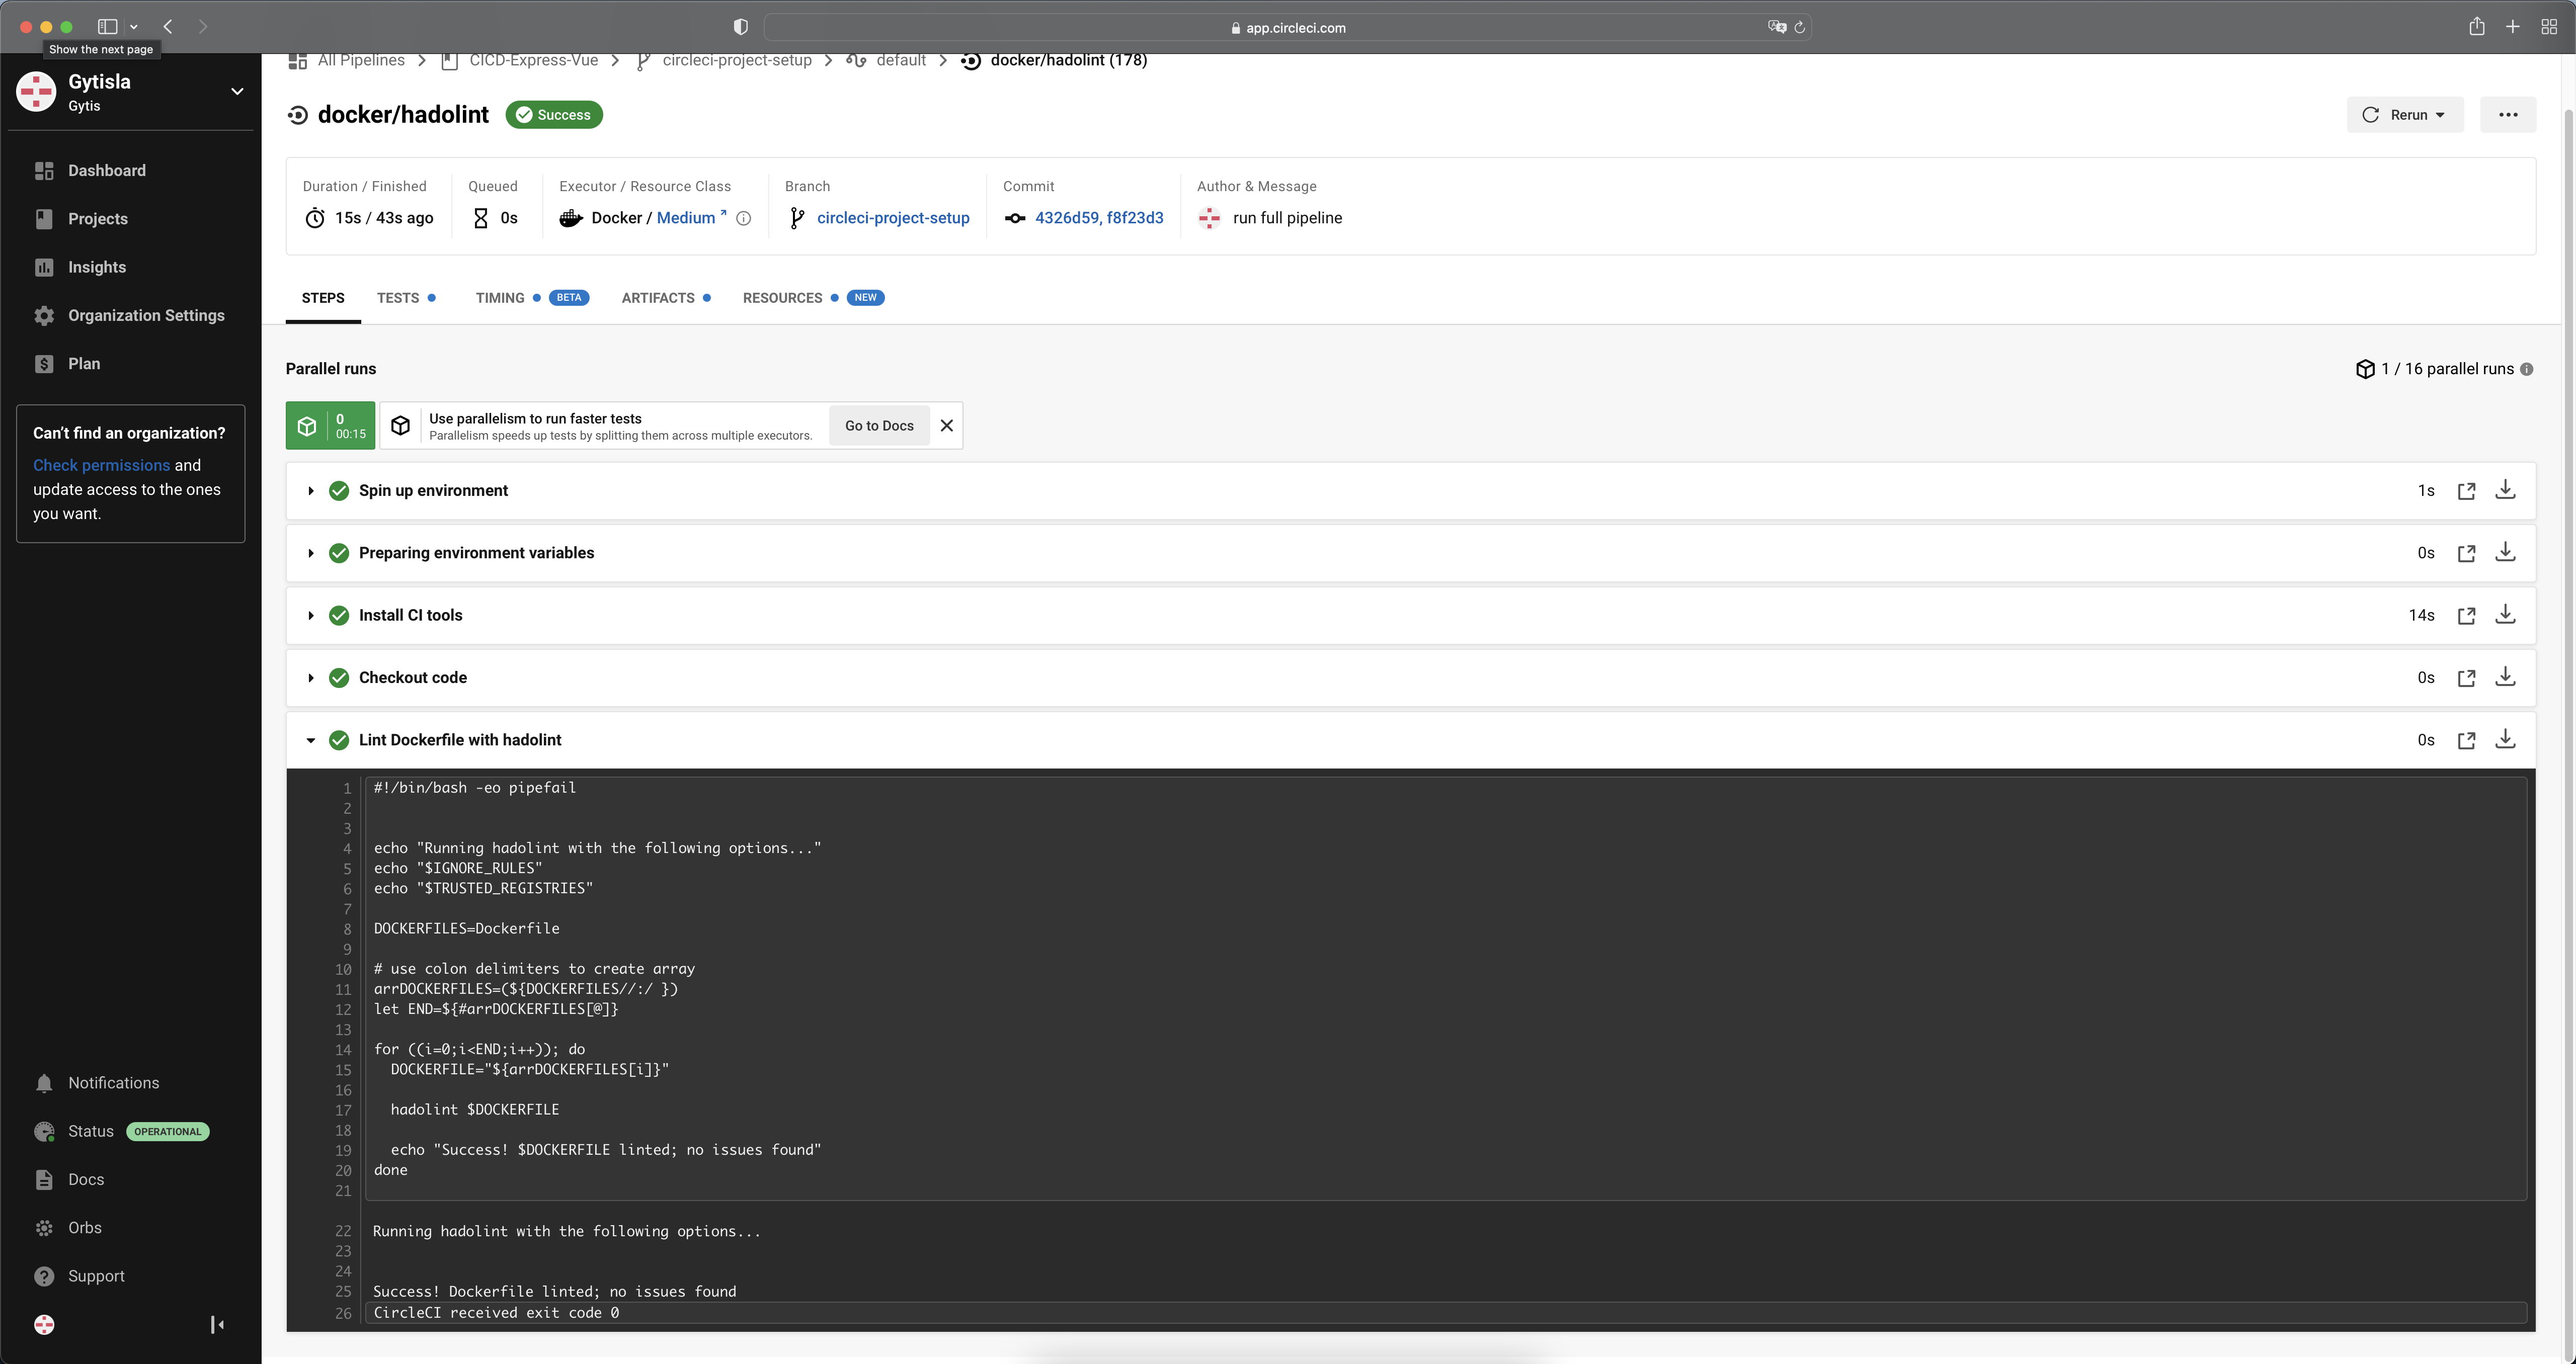 app.circleci.com
Show the next page
Gytisla
Gytis
Dashboard
Projects
Insights
Organization Settings
Plan
Can't find an organization?
Check permissions and
update access to the ones
you want.
Notifications
Status OPERATIONAL
Docs
Orbs
Support
All Pipelines CICD-Express-Vue circleci-project-setup default docker/hadolint (178)
docker/hadolint Success
Rerun
Duration / Finished Queued Executor / Resource Class Branch Commit Author & Message
15s / 43s ago 0s Docker / Medium circleci-project-setup 4326d59, f8f23d3 run full pipeline
STEPS TESTS TIMING BETA ARTIFACTS RESOURCES NEW
Parallel runs
1 / 16 parallel runs
0
00:15
Use parallelism to run faster tests
Parallelism speeds up tests by splitting them across multiple executors.
Go to Docs
Spin up environment 1s
Preparing environment variables 0s
Install CI tools 14s
Checkout code 0s
Lint Dockerfile with hadolint 0s
1 #!/bin/bash -eo pipefail
2
3
4 echo "Running hadolint with the following options..."
5 echo "$IGNORE_RULES"
6 echo "$TRUSTED_REGISTRIES"
7
8 DOCKERFILES=Dockerfile
9
10 # use colon delimiters to create array
11 arrDOCKERFILES=(${DOCKERFILES//:/ })
12 let END=${#arrDOCKERFILES[@]}
13
14 for ((i=0;i<END;i++)); do
15 DOCKERFILE="${arrDOCKERFILES[i]}"
16
17 hadolint $DOCKERFILE
18
19 echo "Success! $DOCKERFILE linted; no issues found"
20 done
21
22 Running hadolint with the following options...
23
24
25 Success! Dockerfile linted; no issues found
26 CircleCI received exit code 0